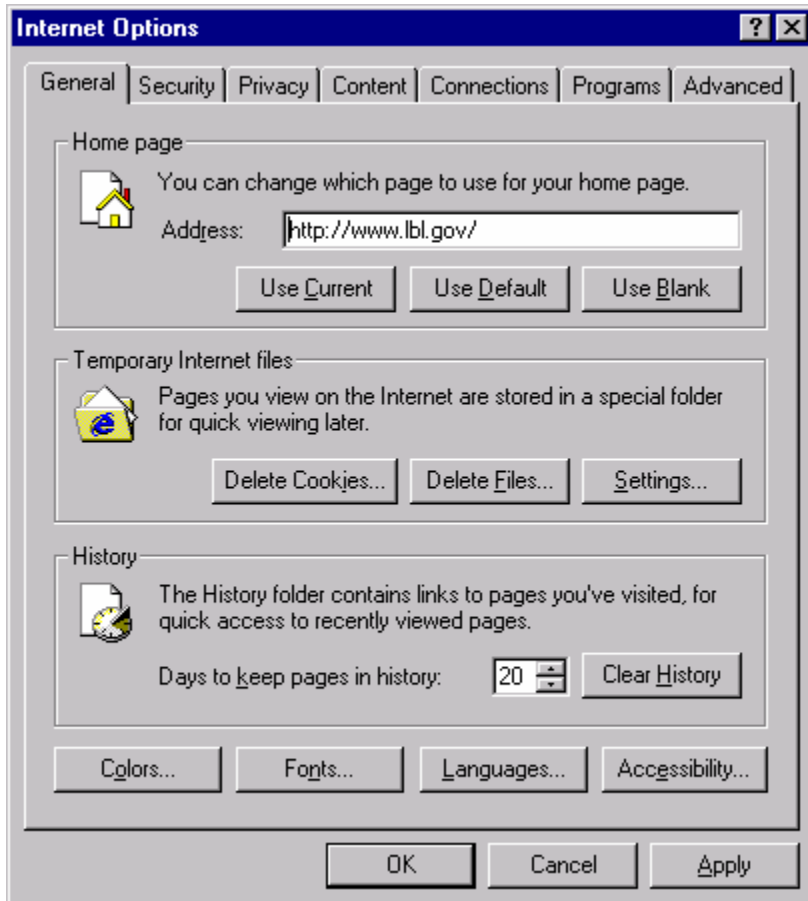 Internet Options
General Security Privacy Content Connections Programs Advanced
Home page
You can change which page to use for your home page.
Address: http://www.lbl.gov/
Use Current Use Default Use Blank
Temporary Internet files
Pages you view on the Internet are stored in a special folder
for quick viewing later.
Delete Cookies... Delete Files... Settings...
History
The History folder contains links to pages you've visited, for
quick access to recently viewed pages.
Days to keep pages in history: 20 Clear History
Colors... Fonts... Languages... Accessibility...
OK Cancel Apply